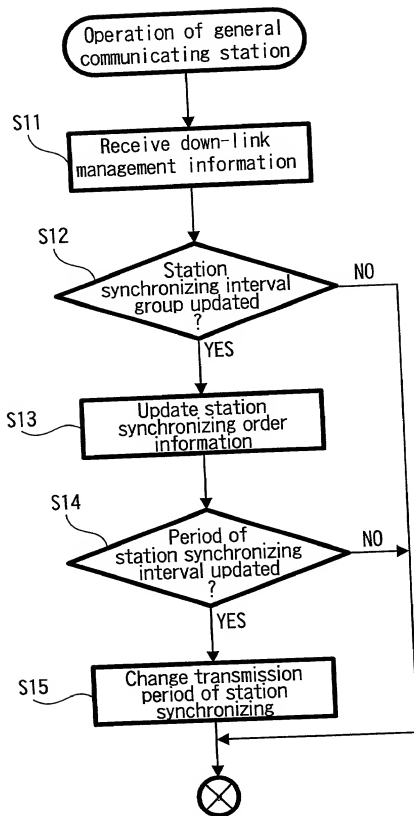 Operation of general
communicating station
S11
Receive down-link
management information
S12
Station
synchronizing interval
group updated
?
NO
YES
S13
Update station
synchronizing order
information
S14
Period of
station synchronizing
interval updated
?
NO
YES
S15
Change transmission
period of station
synchronizing